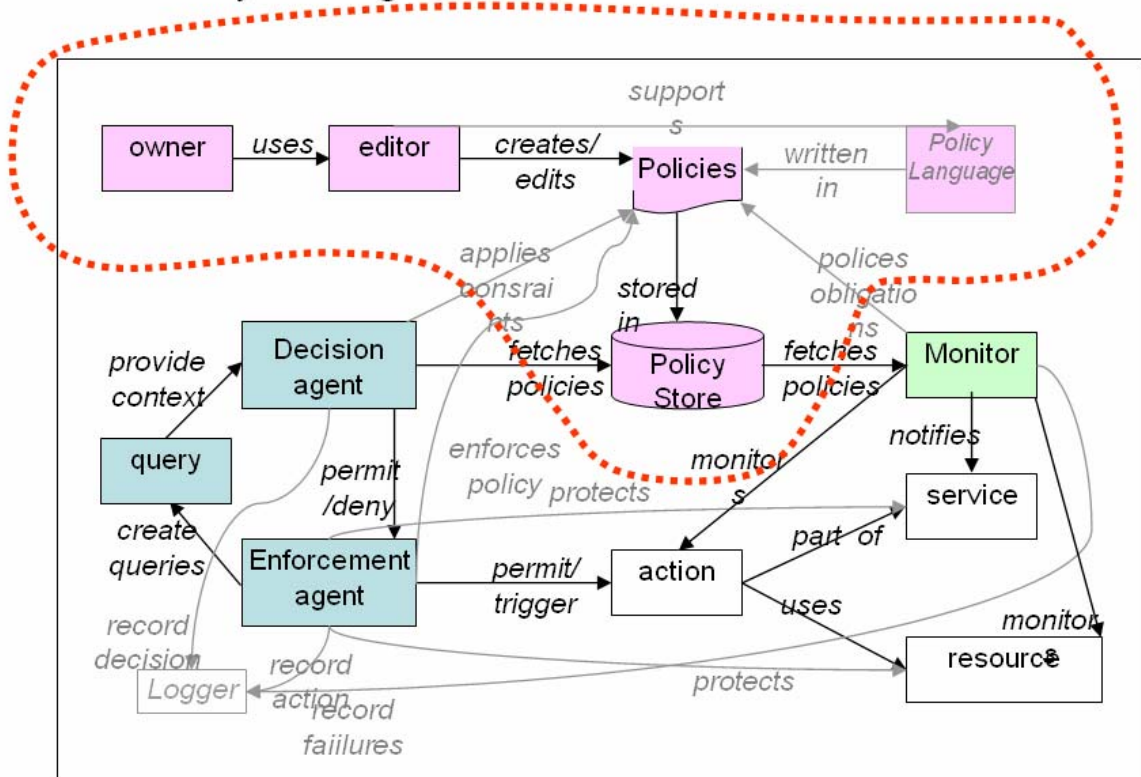 support
s
owner
uses
editor
creates/
edits
Policies
written
in
Policy
Language
applies
consrai
nts
stored
in
polices
obligatio
ns
Decision
agent
fetches
policies
Policy
Store
fetches
policies
Monitor
provide
context
query
permit
/deny
enforces
policy
protects
monitor
s
notifies
service
create
queries
Enforcement
agent
permit/
trigger
action
part of
uses
record
decision
Logger
record
action
record
faiilures
protects
monitor
s
resource